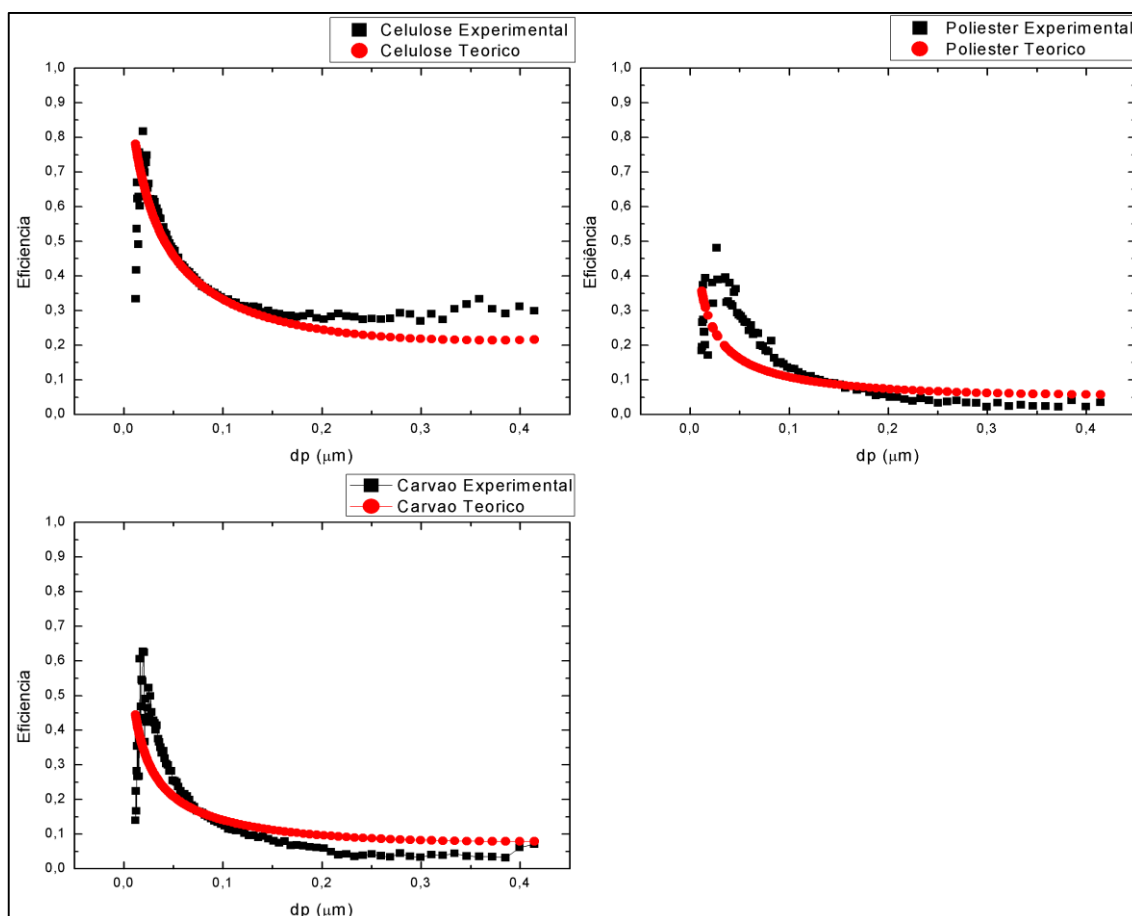 Celulose Experimental
Celulose Teorico
1,0
0,9
0,8
0,7
0,6
0,5
0,4
0,3
0,2
0,1
0,0
Eficiencia
0,0 0,1 0,2 0,3 0,4
dp (μm)
Poliester Experimental
Poliester Teorico
1,0
0,9
0,8
0,7
0,6
0,5
0,4
0,3
0,2
0,1
0,0
Eficiência
0,0 0,1 0,2 0,3 0,4
dp (μm)
Carvao Experimental
Carvao Teorico
1,0
0,9
0,8
0,7
0,6
0,5
0,4
0,3
0,2
0,1
0,0
Eficiencia
0,0 0,1 0,2 0,3 0,4
dp (μm)